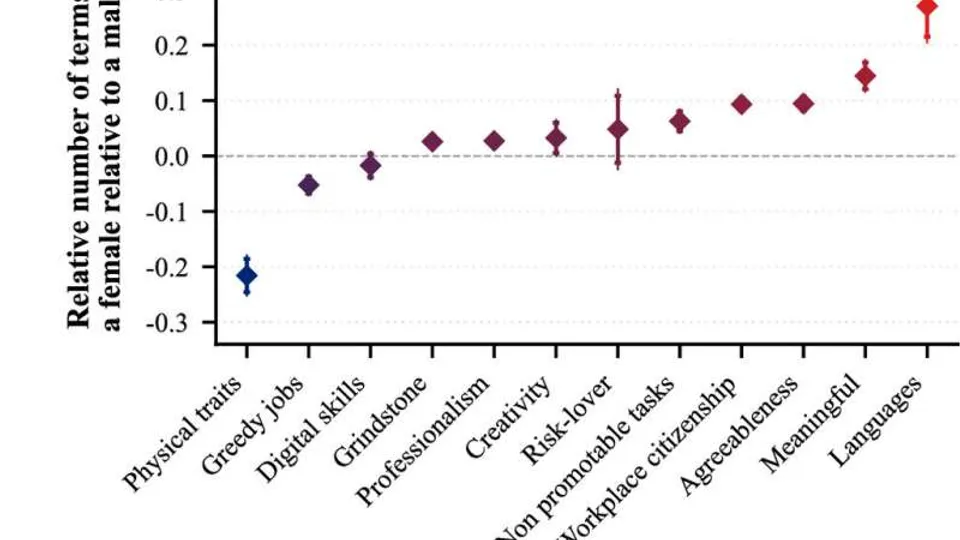 Relative number of terms
a female relative to a mal
0.2
0.1
0.0
-0.1
-0.2
-0.3
Physical traits
Greedy jobs
Digital skills
Grindstone
Professionalism
Creativity
Risk-lover
Non promotable tasks
Workplace citizenship
Agreeableness
Meaningful
Languages